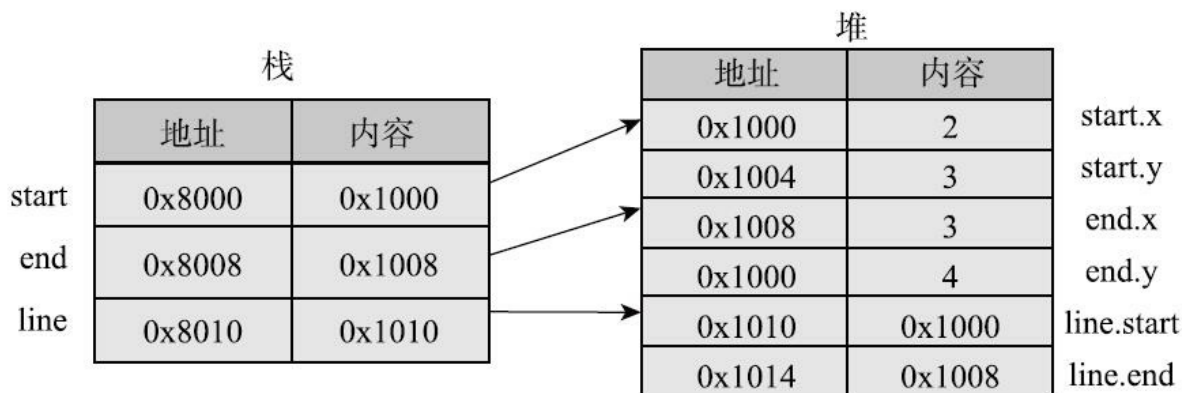 栈
地址 内容
start 0x8000 0x1000
end 0x8008 0x1008
line 0x8010 0x1010
堆
地址 内容
0x1000 2 start.x
0x1004 3 start.y
0x1008 3 end.x
0x1000 4 end.y
0x1010 0x1000 line.start
0x1014 0x1008 line.end